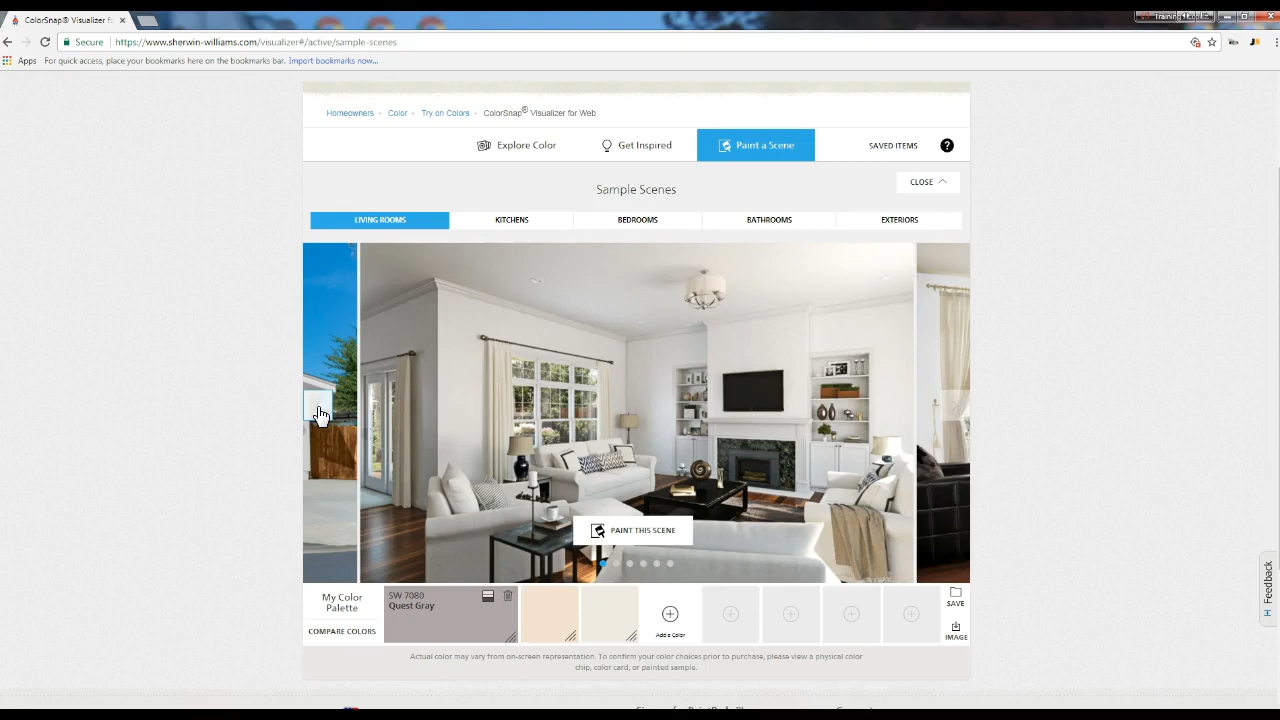 ColorSnap® Visualizer fo
Secure https://www.sherwin-williams.com/visualizer#/active/sample-scenes
Apps For quick access, place your bookmarks here on the bookmarks bar. Import bookmarks now...
Homeowners Color Try on Colors ColorSnap® Visualizer for Web
Explore Color Get Inspired Paint a Scene SAVED ITEMS ?
Sample Scenes CLOSE
LIVING ROOMS KITCHENS BEDROOMS BATHROOMS EXTERIORS
PAINT THIS SCENE
My Color
Palette
COMPARE COLORS
SW 7080
Quest Gray
Add a Color
SAVE
IMAGE
Feedback
Actual color may vary from on-screen representation. To confirm your color choices prior to purchase, please view a physical color
chip, color card, or painted sample.